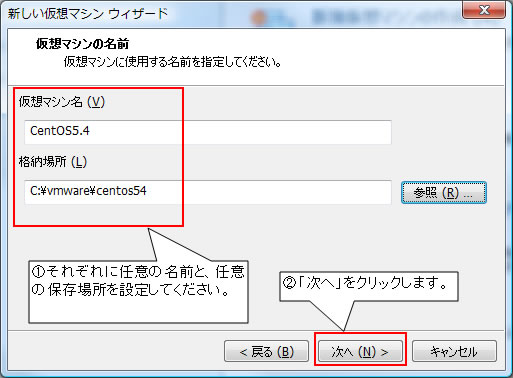 新しい仮想マシン ウィザード
仮想マシンの名前
仮想マシンに使用する名前を指定してください。
仮想マシン名 (V)
CentOS5.4
格納場所 (L)
C:¥vmware¥centos54
参照 (R) ...
①それぞれに任意の名前と、任意
の保存場所を設定してください。
②「次へ」をクリックします。
< 戻る (B)
次へ (N) >
キャンセル